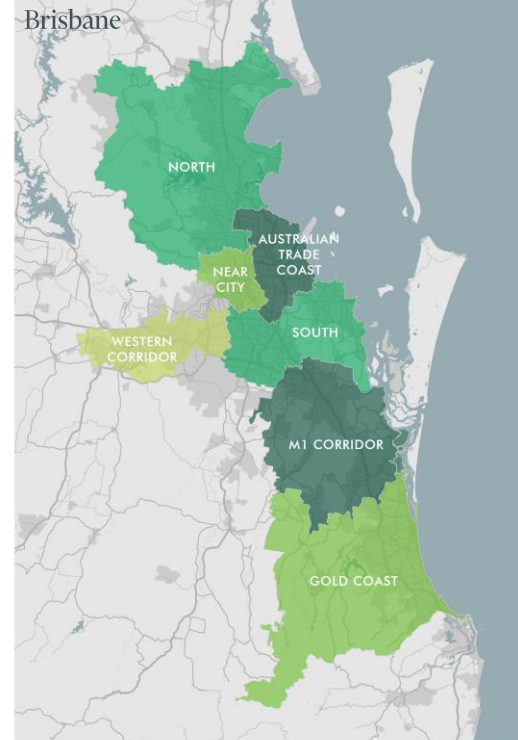 Brisbane
NORTH
AUSTRALIAN
TRADE
COAST
NEAR
CITY
SOUTH
WESTERN
CORRIDOR
M1 CORRIDOR
GOLD COAST